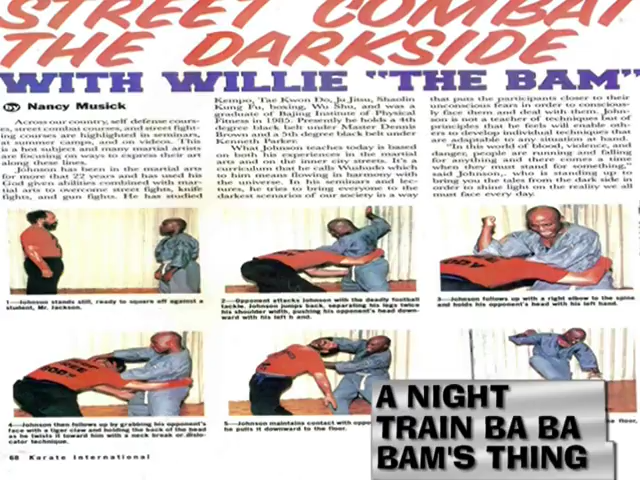 STREET COMBAT
THE DARKSIDE
WITH WILLIE "THE BAM"
by Nancy Musick
Across our country, self defense cours-
es, street combat courses, and street fight-
ing courses are highlighted in seminars,
at summer camps, and on videos. This
is a hot subject and many martial artists
are focusing on ways to express their art
along these lines.
Johnson has been in the martial arts
for more that 22 years and has used his
God given abilities combined with mar-
tial arts to overcome street fights, knife
fights, and gun fights. He has studied
Kempo, Tae Kwon Do, Ju Jitsu, Shaolin
Kung Fu, boxing, Wu Shu, and was a
graduate of Bajing Institute of Physical
Fitness in 1985. Presently he holds a 4th
degree black belt under Master Dennis
Brown and a 5th degree black belt under
Kenneth Parker.
What Johnson teaches today is based
on both his experiences in the martial
arts and on the inner city streets. It's a
curriculum that he calls Willie Wu which
to him means flowing in harmony with
the universe. In his seminars and lec-
tures, he tries to bring everyone to the
darkest scenarios of our society in a way
that puts the participants closer to their
unconscious fears in order to conscious-
ly face them and deal with them. John-
son is not a teacher of techniques but of
principles that he feels will enable oth-
ers to develop individual techniques that
are adaptable to any situation at hand.
"In this world of blood, violence, and
danger, people are running and falling
for anything and there comes a time
when they must stand for something,"
said Johnson, who is standing up to
bring you the tales from the dark side in
order to shine light on the reality we all
must face every day.
1—Johnson stands still, ready to square off against a
student, Mr. Jackson.
2—Opponent attacks Johnson with the deadly football
tackle. Johnson jumps back, separating his legs twice
his shoulder width, pushing his opponent's head down-
ward with his left hand.
3—Johnson follows up with a right elbow to the spine
and holds his opponent's head with his left hand.
4—Johnson then follows up by grabbing his opponent's
face with a tiger claw and holding the back of the head
as he twists it toward him with a neck break or dislo-
cator technique.
5—Johnson maintains contact with oppo
he pulls it downward to the floor.
the floor,
68 Karate International
A NIGHT
TRAIN BA BA
BAM'S THING